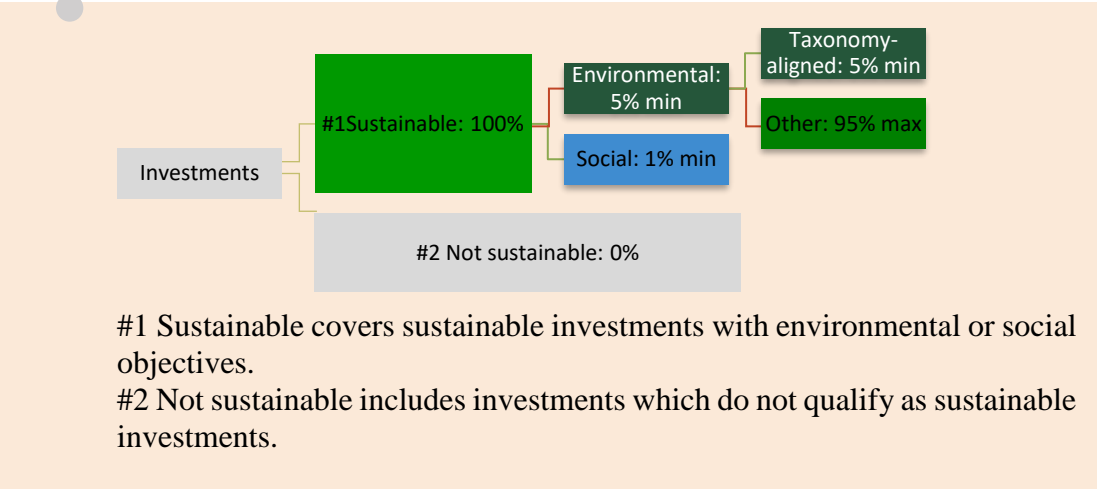 Taxonomy-
aligned: 5% min
Environmental:
5% min
#1Sustainable: 100%
Other: 95% max
Social: 1% min
Investments
#2 Not sustainable: 0%
#1 Sustainable covers sustainable investments with environmental or social
objectives.
#2 Not sustainable includes investments which do not qualify as sustainable
investments.